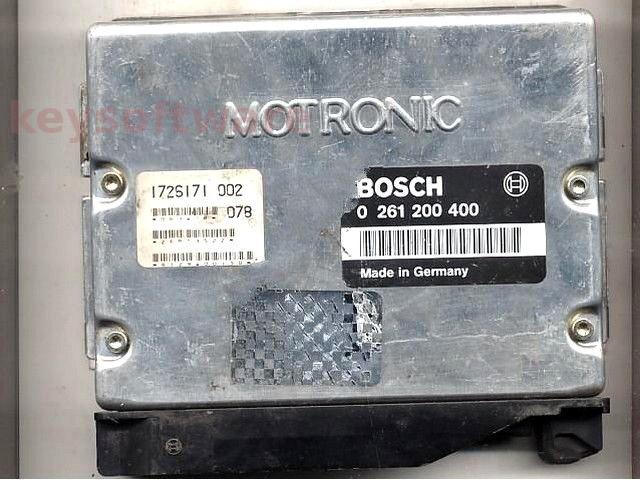 MOTRONIC
keysoftware
1726171 002
078
BOSCH
0 261 200 400
Made in Germany